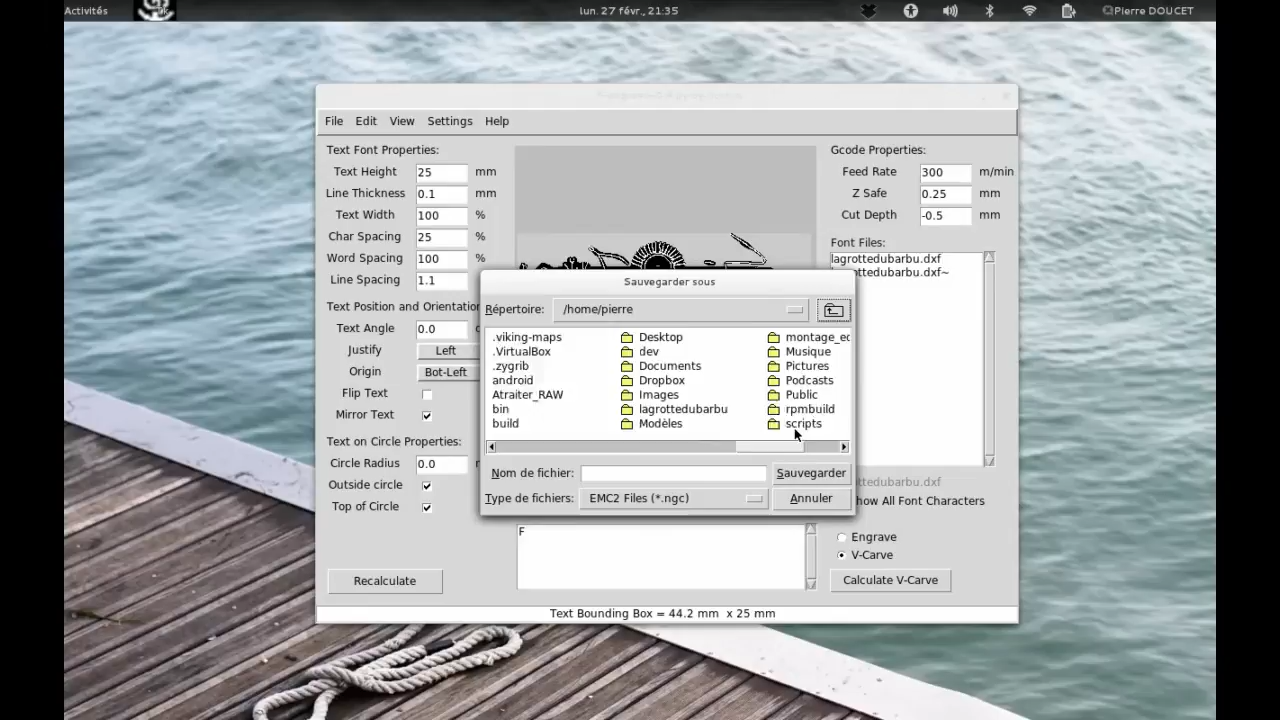 Activités
lun. 27 févr., 21:35
Pierre DOUCET
File Edit View Settings Help
Text Font Properties:
Text Height 25 mm
Line Thickness 0.1 mm
Text Width 100 %
Char Spacing 25 %
Word Spacing 100 %
Line Spacing 1.1
Text Position and Orientation
Text Angle 0.0
Justify Left
Origin Bot-Left
Flip Text
Mirror Text
Text on Circle Properties:
Circle Radius 0.0
Outside circle
Top of Circle
Recalculate
Sauvegarder sous
Répertoire: /home/pierre
.viking-maps Desktop montage_ed
.VirtualBox dev Musique
.zygrib Documents Pictures
android Dropbox Podcasts
Atraiter_RAW Images Public
bin lagrottedubarbu rpmbuild
build Modèles scripts
Nom de fichier: Sauvegarder
Type de fichiers: EMC2 Files (*.ngc) Annuler
F
Gcode Properties:
Feed Rate 300 m/min
Z Safe 0.25 mm
Cut Depth -0.5 mm
Font Files:
lagrottedubarbu.dxf
rottedubarbu.dxf~
grottedubarbu.dxf
how All Font Characters
Engrave
V-Carve
Calculate V-Carve
Text Bounding Box = 44.2 mm x 25 mm